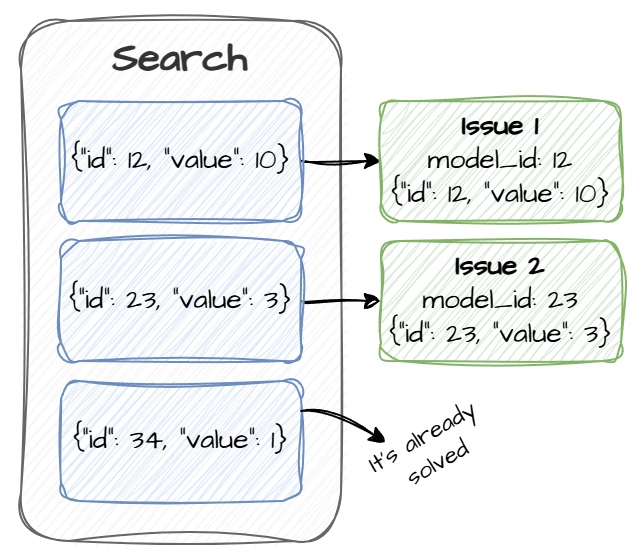 Search
{"id": 12, "value": 10}
Issue 1
model_id: 12
{"id": 12, "value": 10}
{"id": 23, "value": 3}
Issue 2
model_id: 23
{"id": 23, "value": 3}
{"id": 34, "value": 1}
It's already
solved